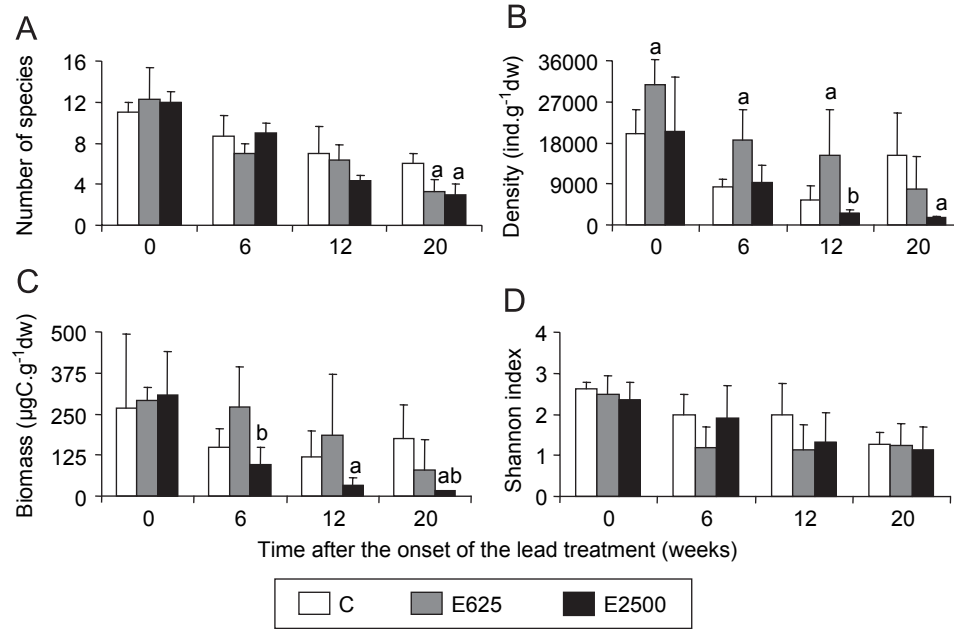 A
Number of species
16
12
8
4
0
a a
0 6 12 20
B
Density (ind.g⁻¹dw)
36000
27000
18000
9000
0
a
a
a
b
a
0 6 12 20
C
Biomass (µgC.g⁻¹dw)
500
375
250
125
0
b
a
ab
0 6 12 20
D
Shannon index
4
3
2
1
0
0 6 12 20
Time after the onset of the lead treatment (weeks)
C E625 E2500